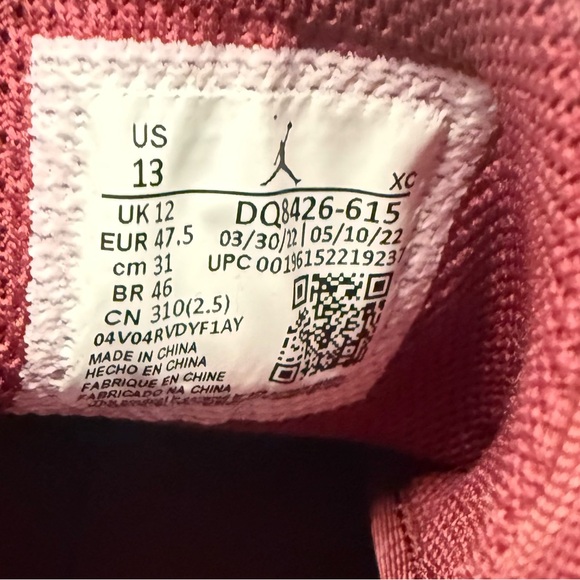 US
13
XC
UK 12
DQ8426-615
EUR 47.5
03/30/22 | 05/10/22
cm 31
UPC 00196152219237
BR 46
CN 310(2.5)
04V04RVDYF1AY
MADE IN CHINA
HECHO EN CHINA
FABRIQUE EN CHINE
FABRICADO NA CHINA